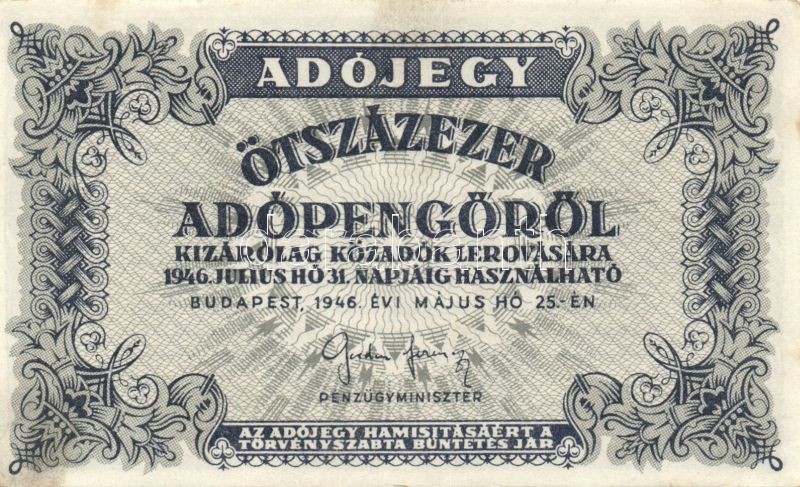 ADÓJEGY
ÖTSZÁZEZER
ADÓPENGŐRŐL
KIZÁRÓLAG KÖZADÓK LEROVÁSÁRA
1946. JULIUS HÓ 31. NAPJÁIG HASZNÁLHATÓ
BUDAPEST, 1946. ÉVI MÁJUS HÓ 25.-ÉN
PÉNZÜGYMINISZTER
AZ ADÓJEGY HAMISITÁSÁÉRT A
TÖRVÉNYSZABTA BÜNTETÉS JÁR